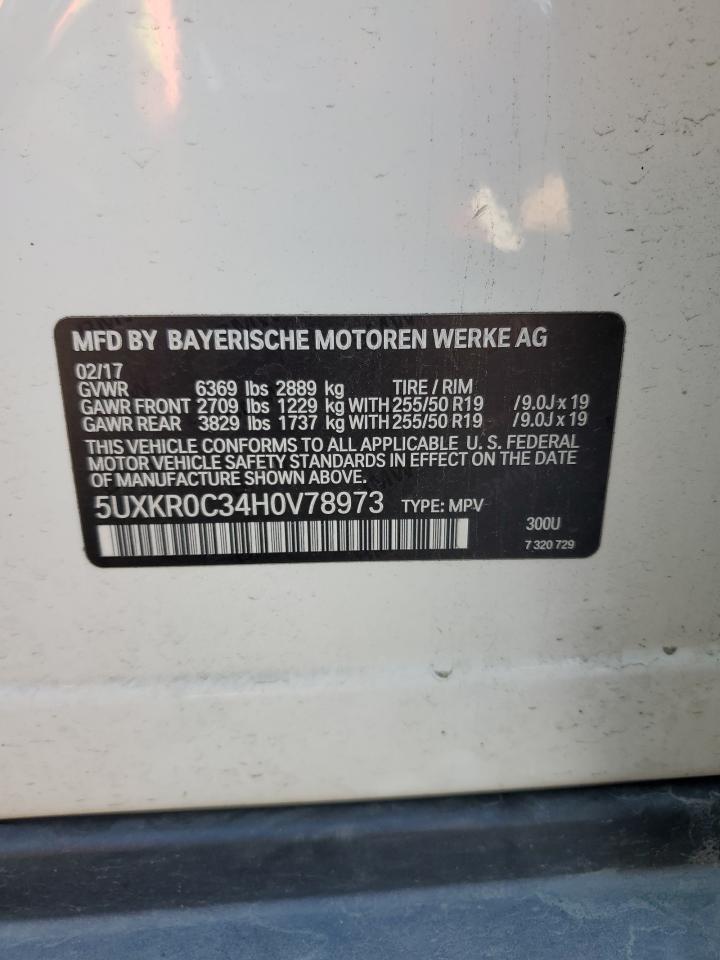 MFD BY BAYERISCHE MOTOREN WERKE AG
02/17
GVWR 6369 lbs 2889 kg TIRE / RIM
GAWR FRONT 2709 lbs 1229 kg WITH 255/50 R19 /9.0J x 19
GAWR REAR 3829 lbs 1737 kg WITH 255/50 R19 /9.0J x 19
THIS VEHICLE CONFORMS TO ALL APPLICABLE U. S. FEDERAL
MOTOR VEHICLE SAFETY STANDARDS IN EFFECT ON THE DATE
OF MANUFACTURE SHOWN ABOVE.
5UXKR0C34H0V78973 TYPE: MPV
300U
7 320 729